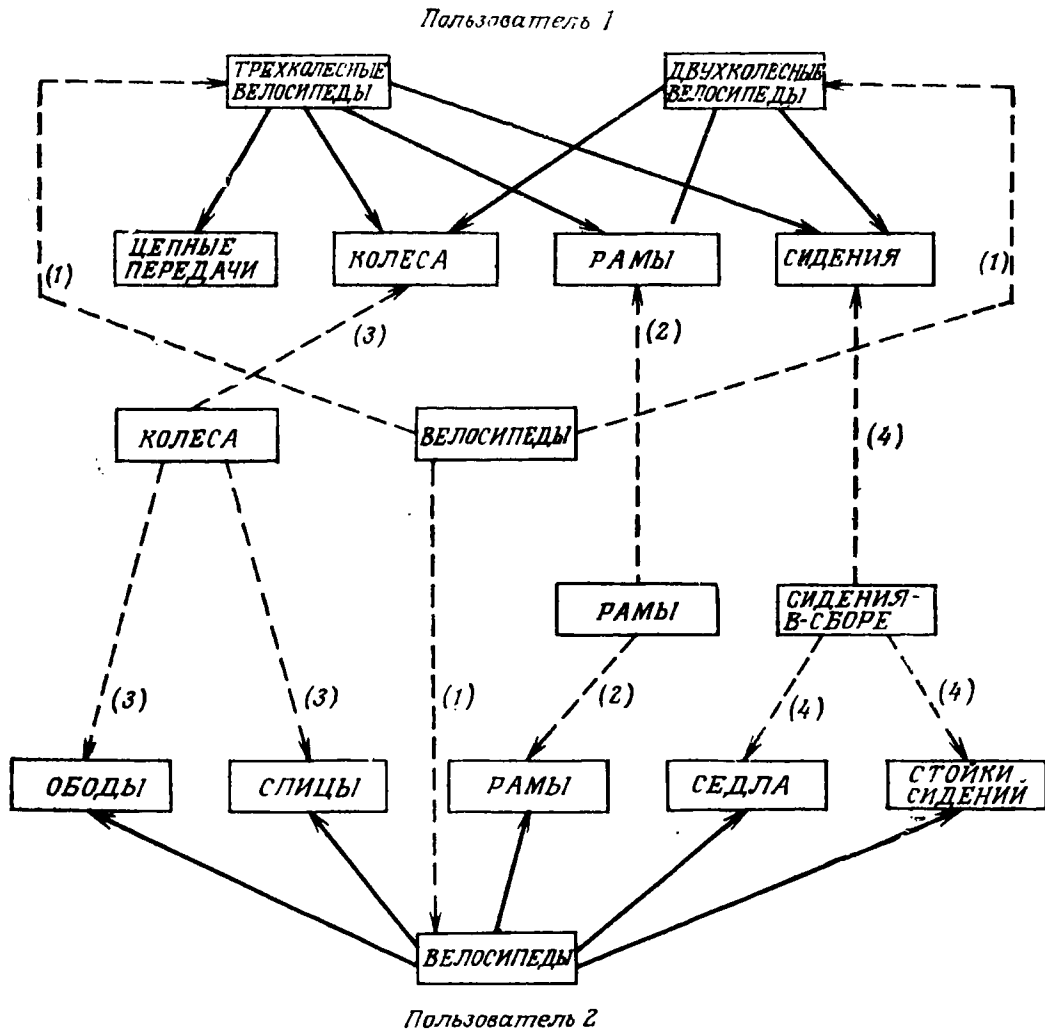 Пользователь 1
ТРЕХКОЛЕСНЫЕ
ВЕЛОСИПЕДЫ
ДВУХКОЛЕСНЫЕ
ВЕЛОСИПЕДЫ
ЦЕПНЫЕ
ПЕРЕДАЧИ
КОЛЕСА
РАМЫ
СИДЕНИЯ
(1)
(1)
(3)
(2)
КОЛЕСА
ВЕЛОСИПЕДЫ
(4)
РАМЫ
СИДЕНИЯ-
В-СБОРЕ
(3)
(3)
(1)
(2)
(4)
(4)
ОБОДЫ
СПИЦЫ
РАМЫ
СЕДЛА
СТОЙКИ
СИДЕНИЙ
ВЕЛОСИПЕДЫ
Пользователь 2